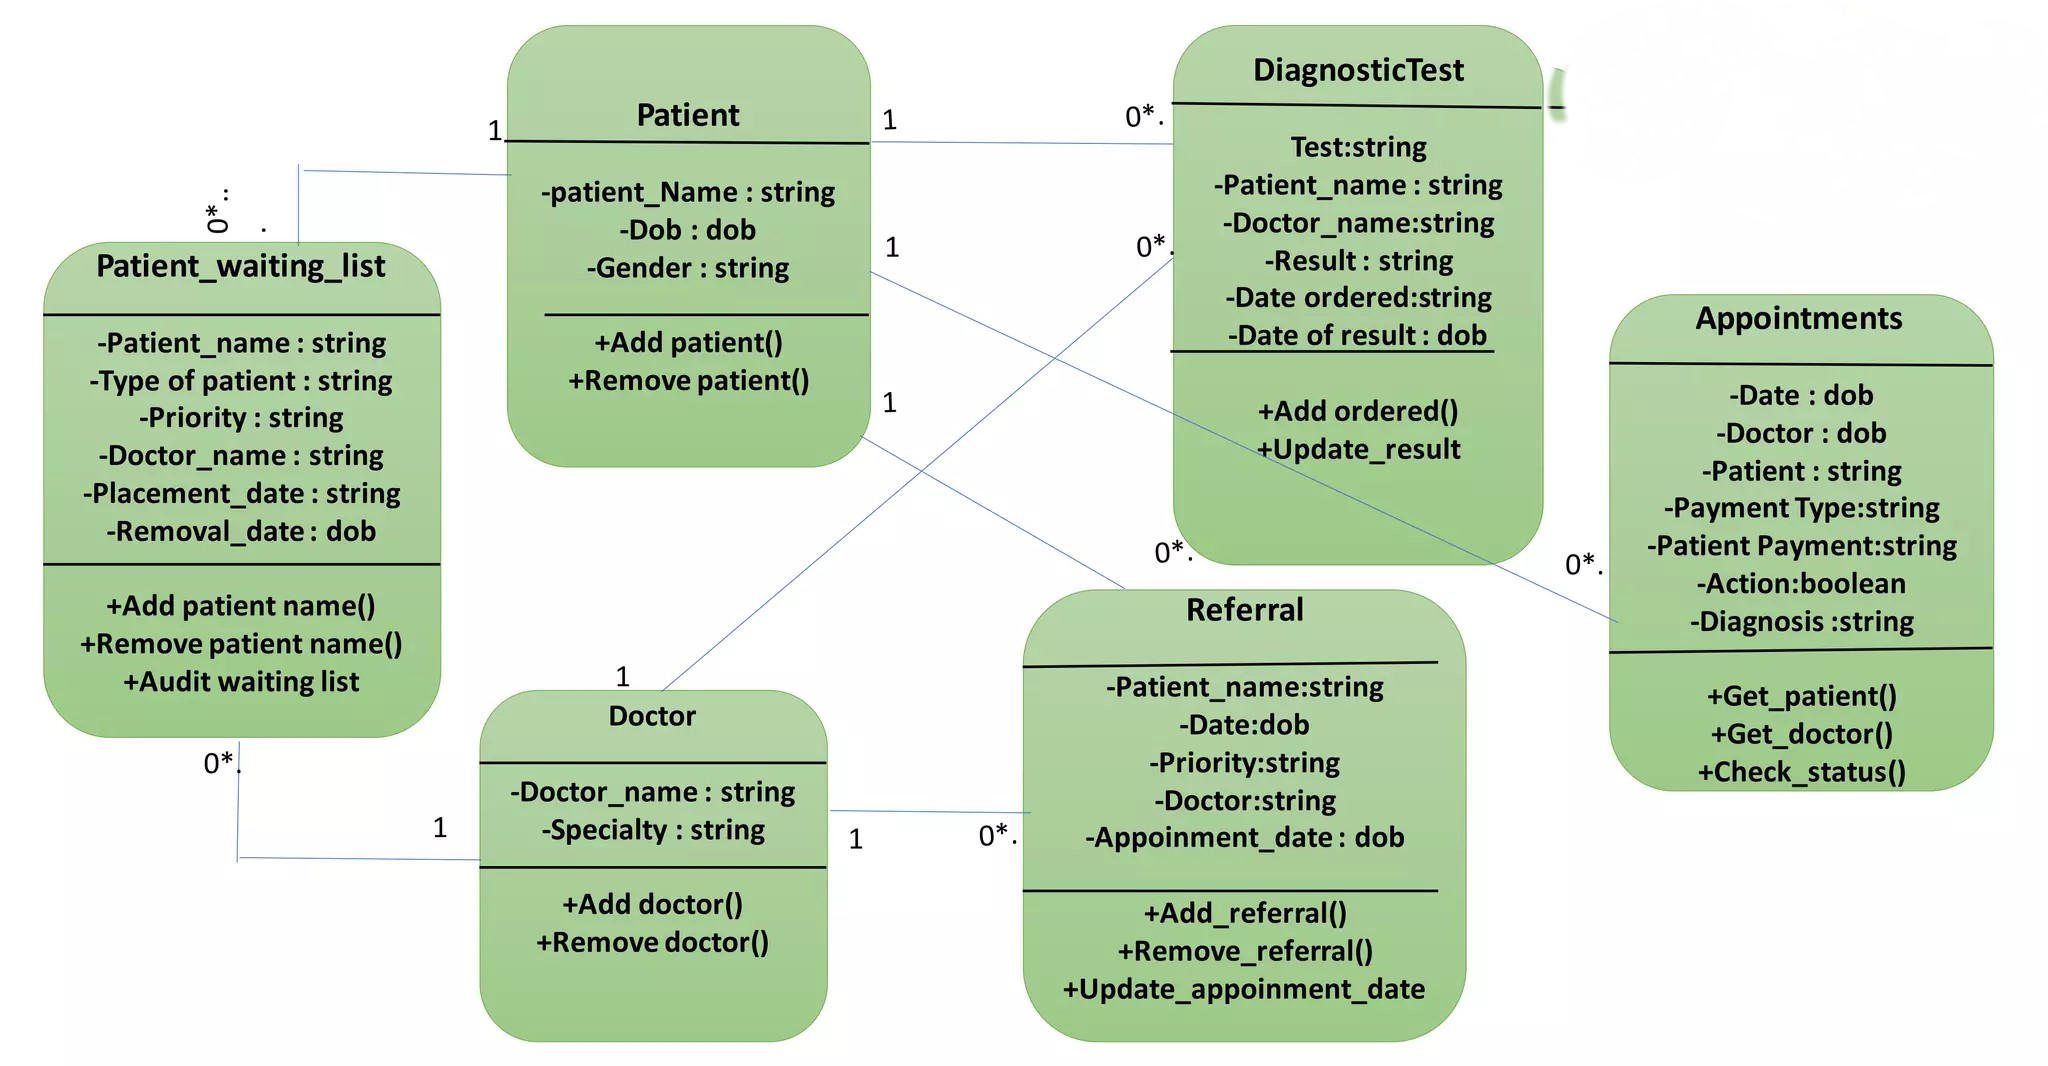 Patient
-patient_Name : string
-Dob : dob
-Gender : string
+Add patient()
+Remove patient()
DiagnosticTest
Test:string
-Patient_name : string
-Doctor_name:string
-Result : string
-Date ordered:string
-Date of result : dob
+Add ordered()
+Update_result
Patient_waiting_list
-Patient_name : string
-Type of patient : string
-Priority : string
-Doctor_name : string
-Placement_date : string
-Removal_date : dob
+Add patient name()
+Remove patient name()
+Audit waiting list
Appointments
-Date : dob
-Doctor : dob
-Patient : string
-Payment Type:string
-Patient Payment:string
-Action:boolean
-Diagnosis :string
+Get_patient()
+Get_doctor()
+Check_status()
Doctor
-Doctor_name : string
-Specialty : string
+Add doctor()
+Remove doctor()
Referral
-Patient_name:string
-Date:dob
-Priority:string
-Doctor:string
-Appoinment_date : dob
+Add_referral()
+Remove_referral()
+Update_appoinment_date
1
0*..
.
1
0*.
1
0*.
1
0*.
0*.
1
0*.
1
1
0*.